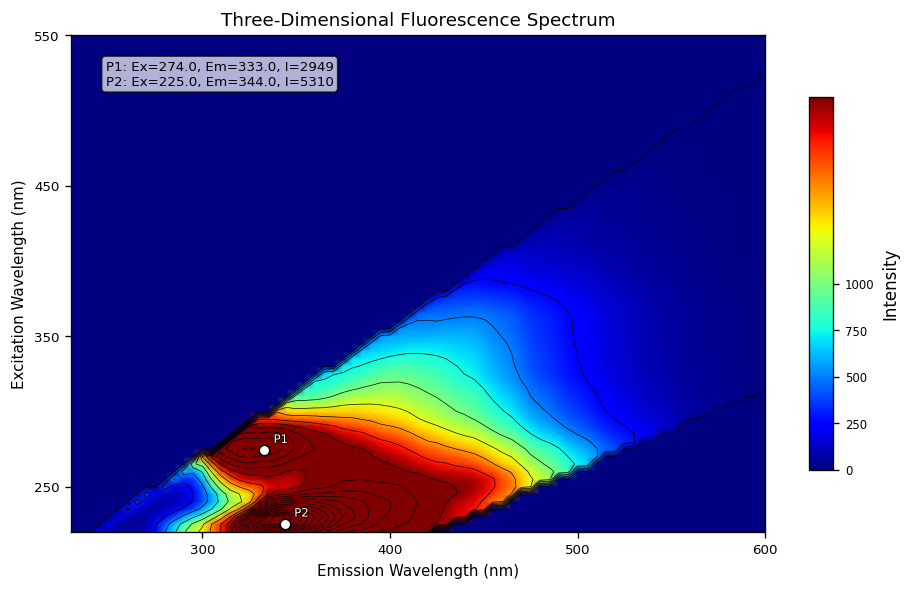 Three-Dimensional Fluorescence Spectrum
P1: Ex=274.0, Em=333.0, I=2949
P2: Ex=225.0, Em=344.0, I=5310
550
450
350
250
Excitation Wavelength (nm)
P1
P2
300
400
500
600
Emission Wavelength (nm)
1000
750
500
250
0
Intensity